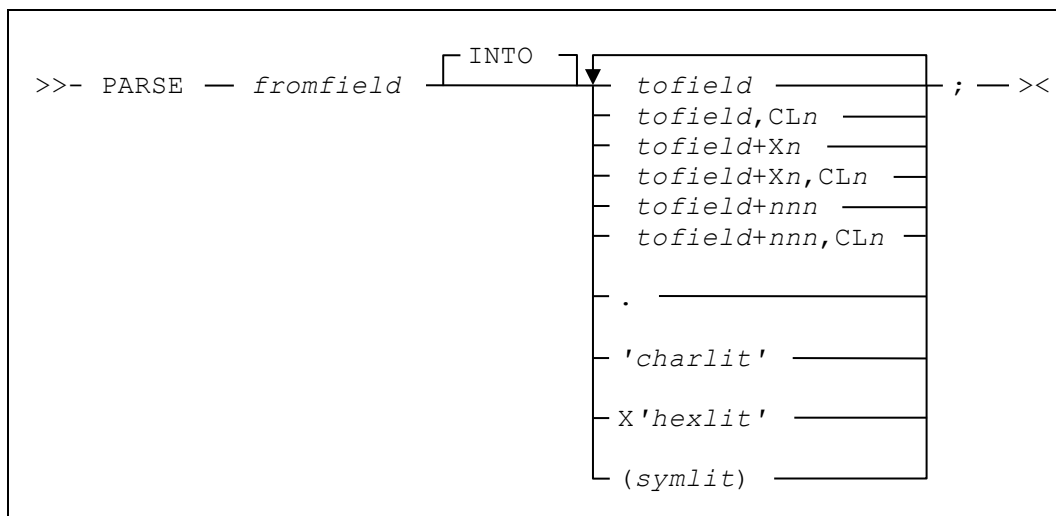 INTO
>>- PARSE — fromfield tofield ; — ><
tofield,CLn
tofield+Xn
tofield+Xn,CLn
tofield+nnn
tofield+nnn,CLn
.
'charlit'
X'hexlit'
(symlit)